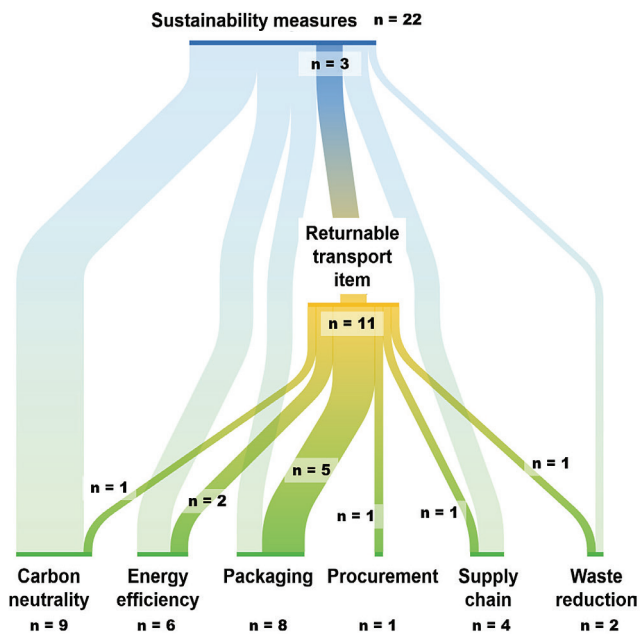 Sustainability measures n = 22
n = 3
Returnable
transport
item
n = 11
n = 1
n = 2
n = 5
n = 1
n = 1
n = 1
Carbon
neutrality
n = 9
Energy
efficiency
n = 6
Packaging
n = 8
Procurement
n = 1
Supply
chain
n = 4
Waste
reduction
n = 2